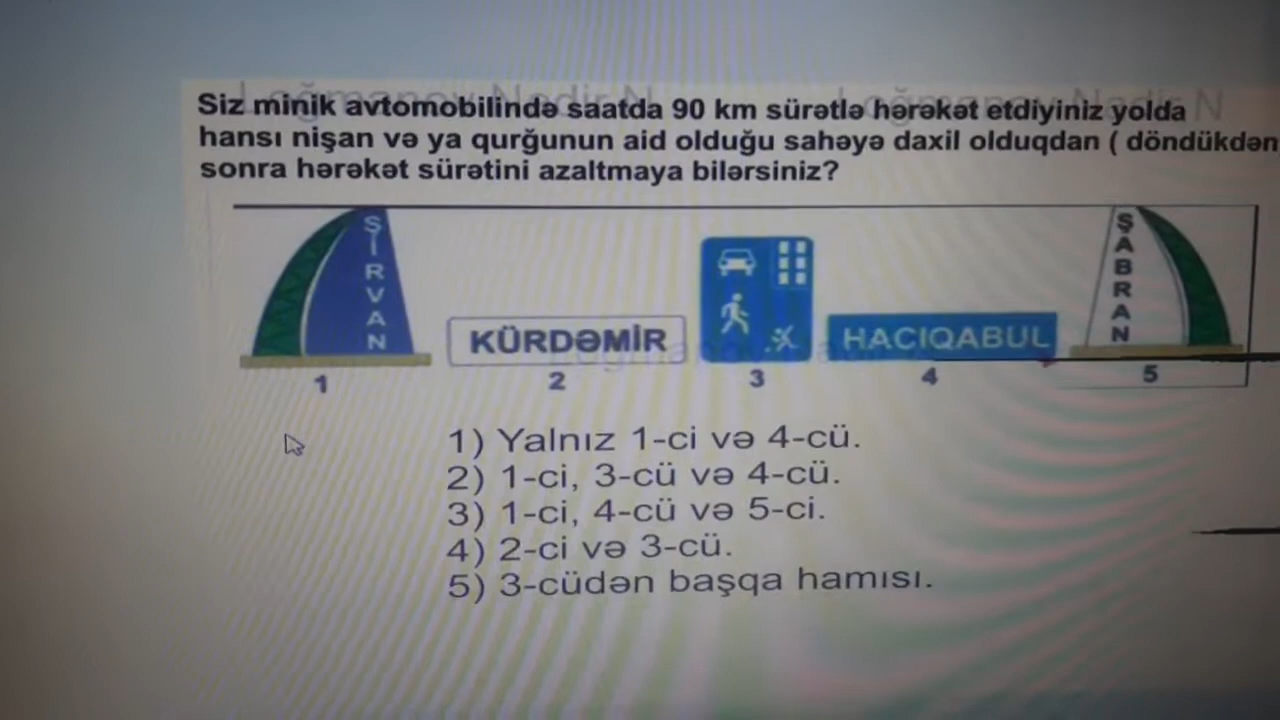 Siz minik avtomobilində saatda 90 km sürətlə hərəkət etdiyiniz yolda
hansı nişan və ya qurğunun aid olduğu sahəyə daxil olduqdan ( döndükdən
sonra hərəkət sürətini azaltmaya bilərsiniz?
ŞİRVAN
KÜRDƏMİR
HACIQABUL
ŞABRAN
1
2
3
4
5
1) Yalnız 1-ci və 4-cü.
2) 1-ci, 3-cü və 4-cü.
3) 1-ci, 4-cü və 5-ci.
4) 2-ci və 3-cü.
5) 3-cüdən başqa hamısı.